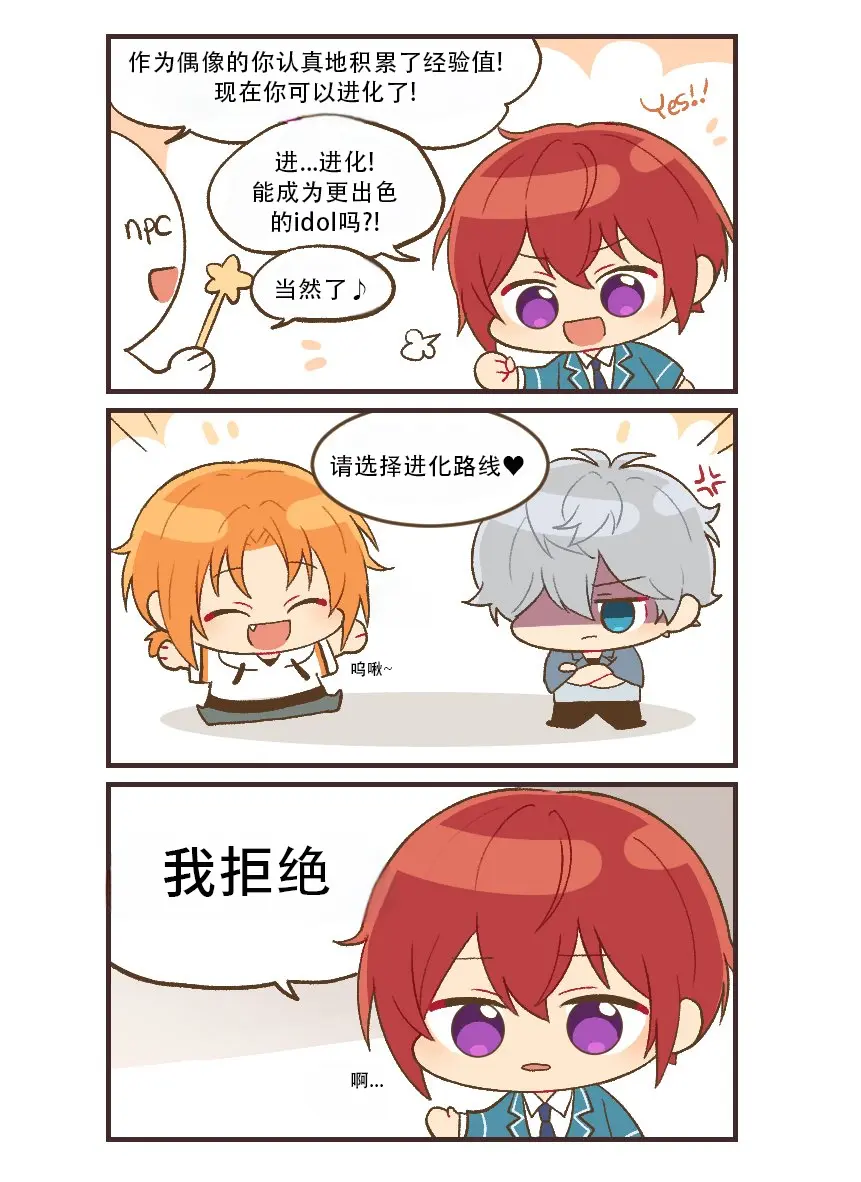 作为偶像的你认真地积累了经验值!
现在你可以进化了!
Yes!!
npc
进...进化!
能成为更出色
的idol吗?!
当然了♪
请选择进化路线♥
呜啾~
我拒绝
啊...